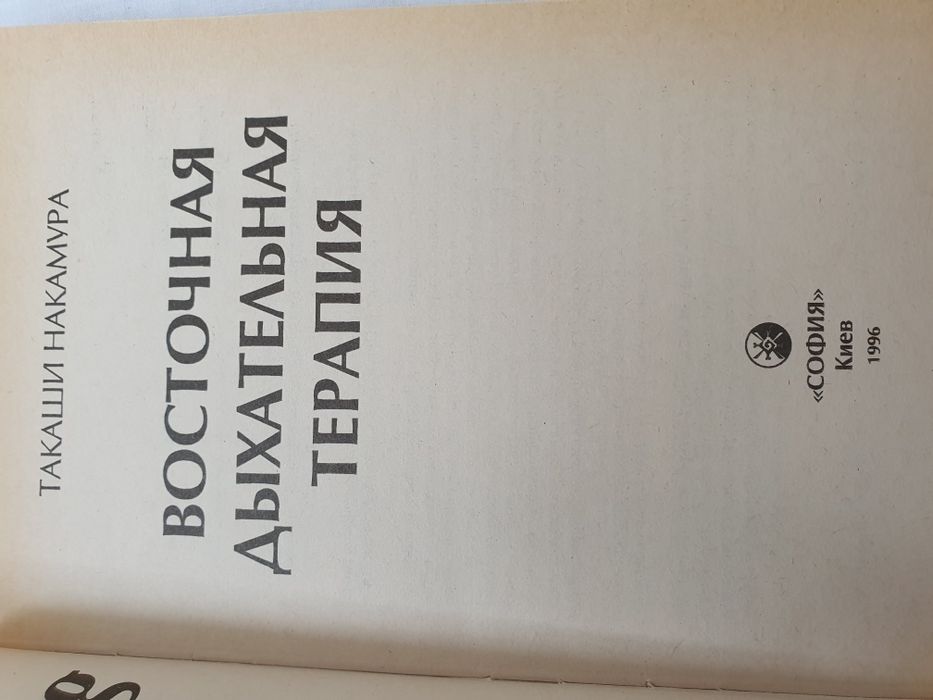 ТАКАШИ НАКАМУРА
ВОСТОЧНАЯ
ДЫХАТЕЛЬНАЯ
ТЕРАПИЯ
«СОФИЯ»
Киев
1996